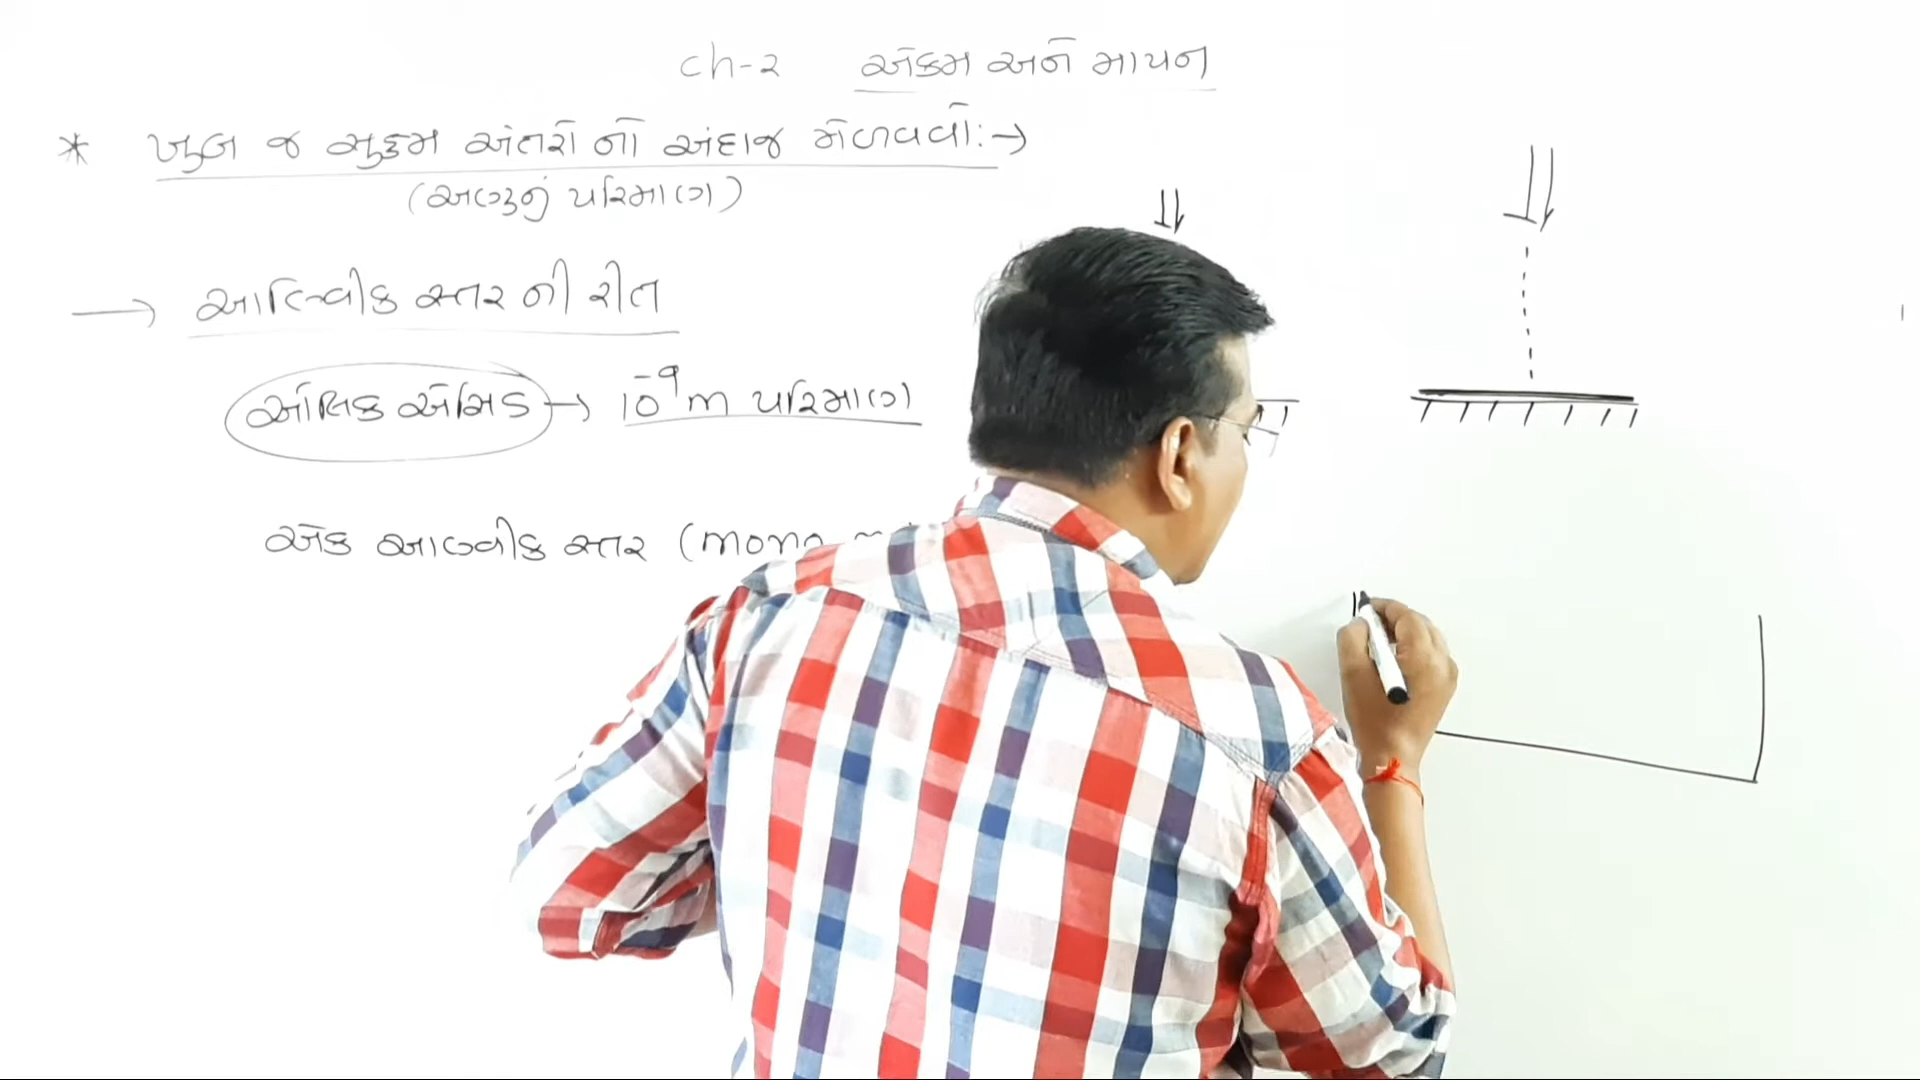 ch-2 એકમ અને માપન
* ખુબ જ સુક્ષ્મ અંતરો નો અંદાજ મેળવવો:→
(અણુનું પરિમાણ)
→ આણ્વિક સ્તર ની રીત
ઓલિક એસિડ → 10⁻⁹m પરિમાણ
એક આણ્વીક સ્તર (mono